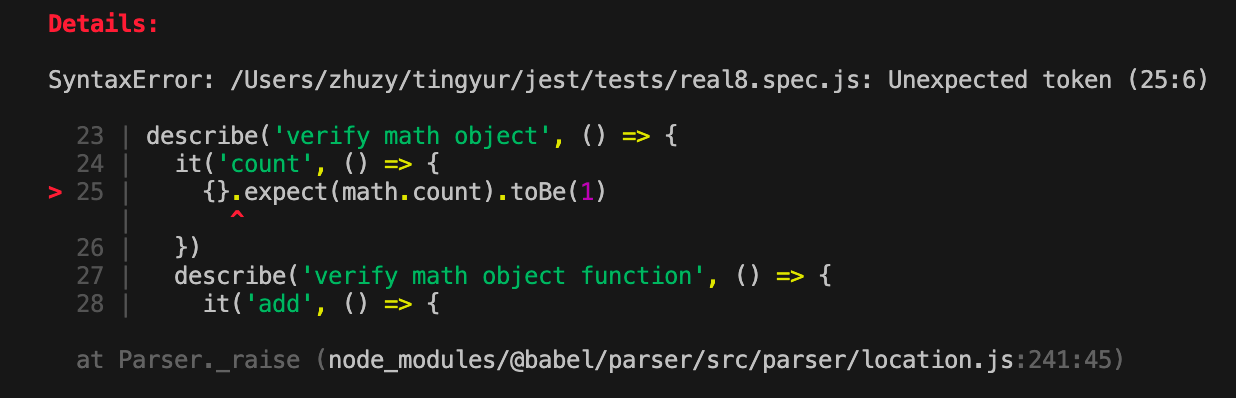 Details:
SyntaxError: /Users/zhuzy/tingyur/jest/tests/real8.spec.js: Unexpected token (25:6)
  23 | describe('verify math object', () => {
  24 |   it('count', () => {
> 25 |     {}.expect(math.count).toBe(1)
     |       ^
  26 |   })
  27 |   describe('verify math object function', () => {
  28 |     it('add', () => {
  at Parser._raise (node_modules/@babel/parser/src/parser/location.js:241:45)